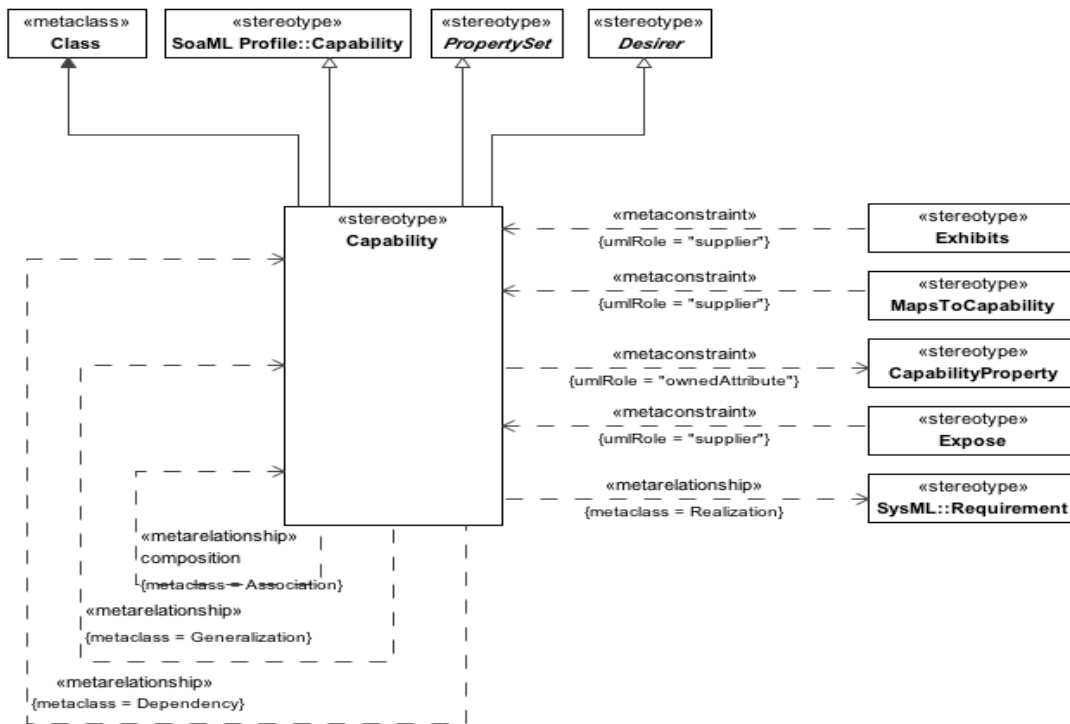 «metaclass»
Class
«stereotype»
SoaML Profile::Capability
«stereotype»
PropertySet
«stereotype»
Desirer
«stereotype»
Capability
«metaconstraint»
{umlRole = "supplier"}
«stereotype»
Exhibits
«metaconstraint»
{umlRole = "supplier"}
«stereotype»
MapsToCapability
«metaconstraint»
{umlRole = "ownedAttribute"}
«stereotype»
CapabilityProperty
«metaconstraint»
{umlRole = "supplier"}
«stereotype»
Expose
«metarelationship»
{metaclass = Realization}
«stereotype»
SysML::Requirement
«metarelationship»
composition
{metaclass = Association}
«metarelationship»
{metaclass = Generalization}
«metarelationship»
{metaclass = Dependency}